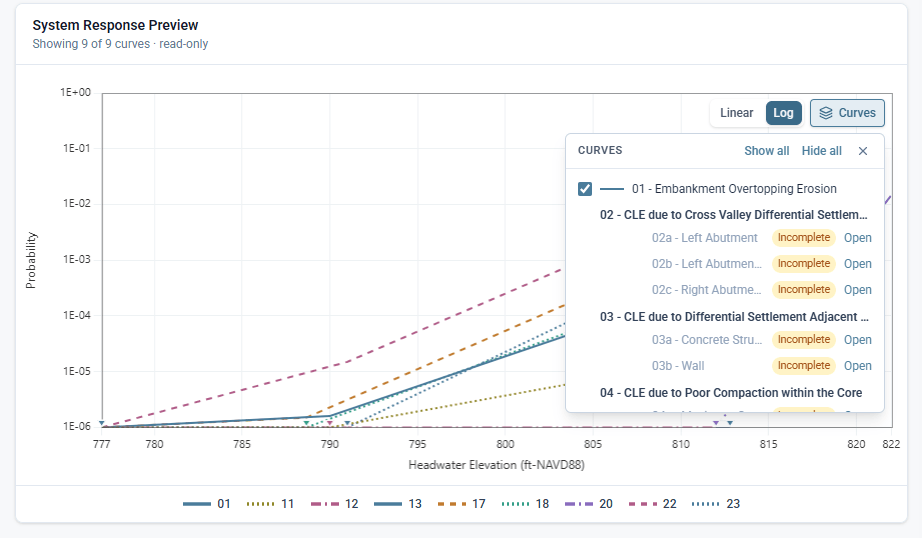 System Response Preview
Showing 9 of 9 curves · read-only
1E+00
Linear
Log
Curves
CURVES
Show all
Hide all
01 - Embankment Overtopping Erosion
02 - CLE due to Cross Valley Differential Settlem...
02a - Left Abutment
Incomplete
Open
02b - Left Abutmen...
Incomplete
Open
02c - Right Abutme...
Incomplete
Open
03 - CLE due to Differential Settlement Adjacent ...
03a - Concrete Stru...
Incomplete
Open
03b - Wall
Incomplete
Open
04 - CLE due to Poor Compaction within the Core
1E-01
1E-02
1E-03
1E-04
1E-05
1E-06
Probability
777 780 785 790 795 800 805 810 815 820 822
Headwater Elevation (ft-NAVD88)
01 11 12 13 17 18 20 22 23